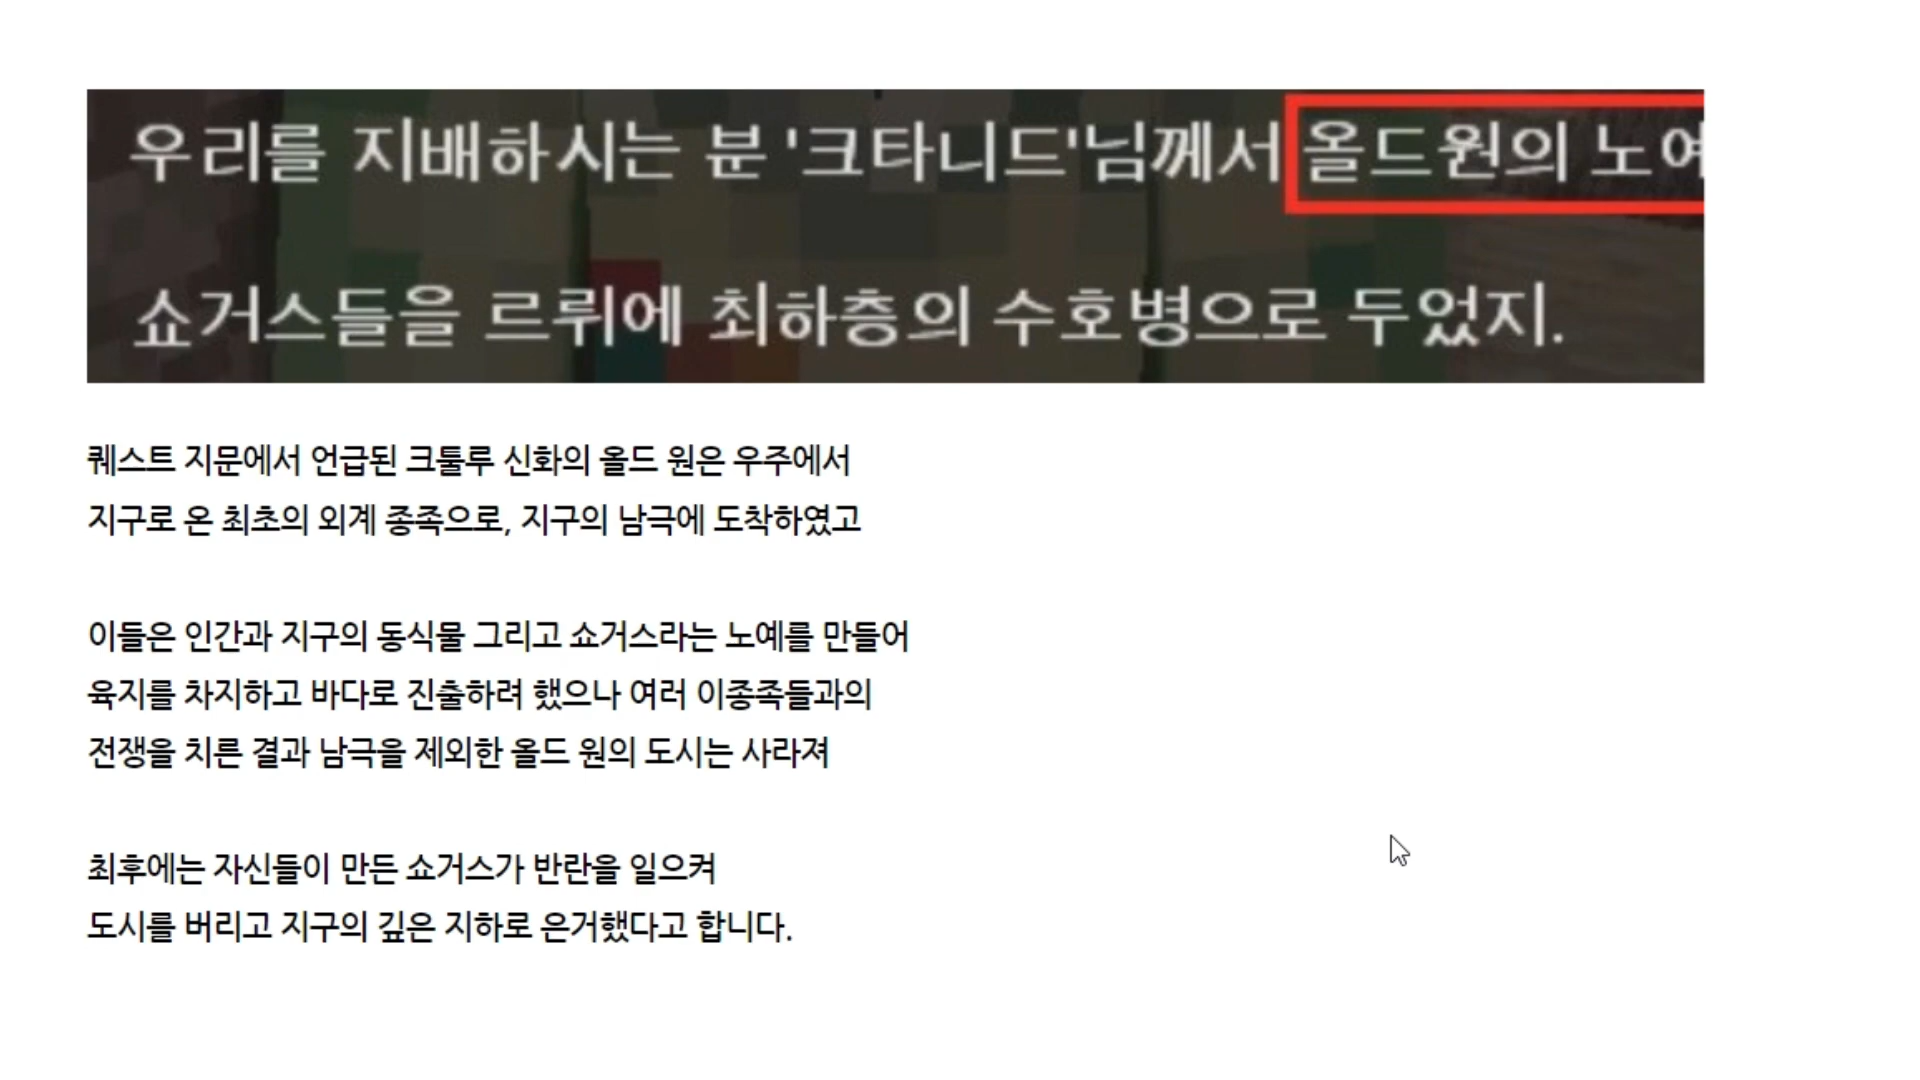 우리를 지배하시는 분 '크타니드'님께서 올드원의 노예
쇼거스들을 르뤼에 최하층의 수호병으로 두었지.
퀘스트 지문에서 언급된 크툴루 신화의 올드 원은 우주에서
지구로 온 최초의 외계 종족으로, 지구의 남극에 도착하였고
이들은 인간과 지구의 동식물 그리고 쇼거스라는 노예를 만들어
육지를 차지하고 바다로 진출하려 했으나 여러 이종족들과의
전쟁을 치른 결과 남극을 제외한 올드 원의 도시는 사라져
최후에는 자신들이 만든 쇼거스가 반란을 일으켜
도시를 버리고 지구의 깊은 지하로 은거했다고 합니다.